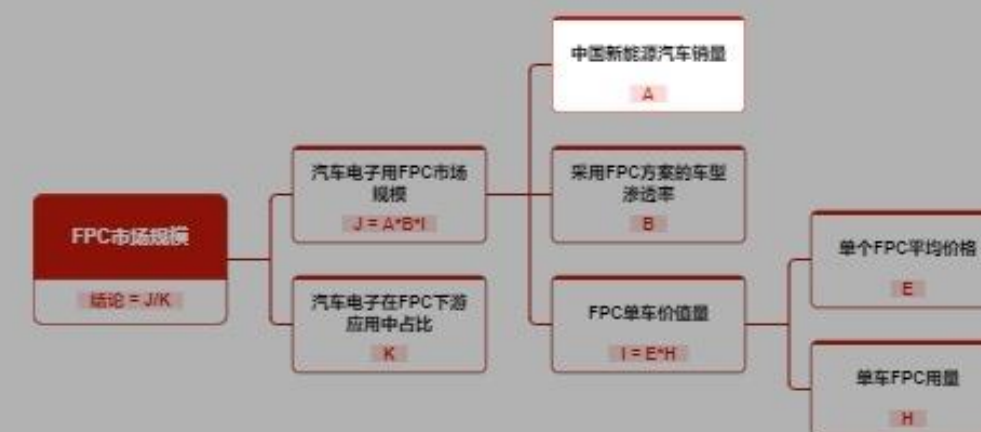 FPC市场规模
结论 = J/K
汽车电子用FPC市场
规模
J = A*B*I
汽车电子在FPC下游
应用中占比
K
中国新能源汽车销量
A
采用FPC方案的车型
渗透率
B
FPC单车价值量
I = E*H
单个FPC平均价格
E
单车FPC用量
H